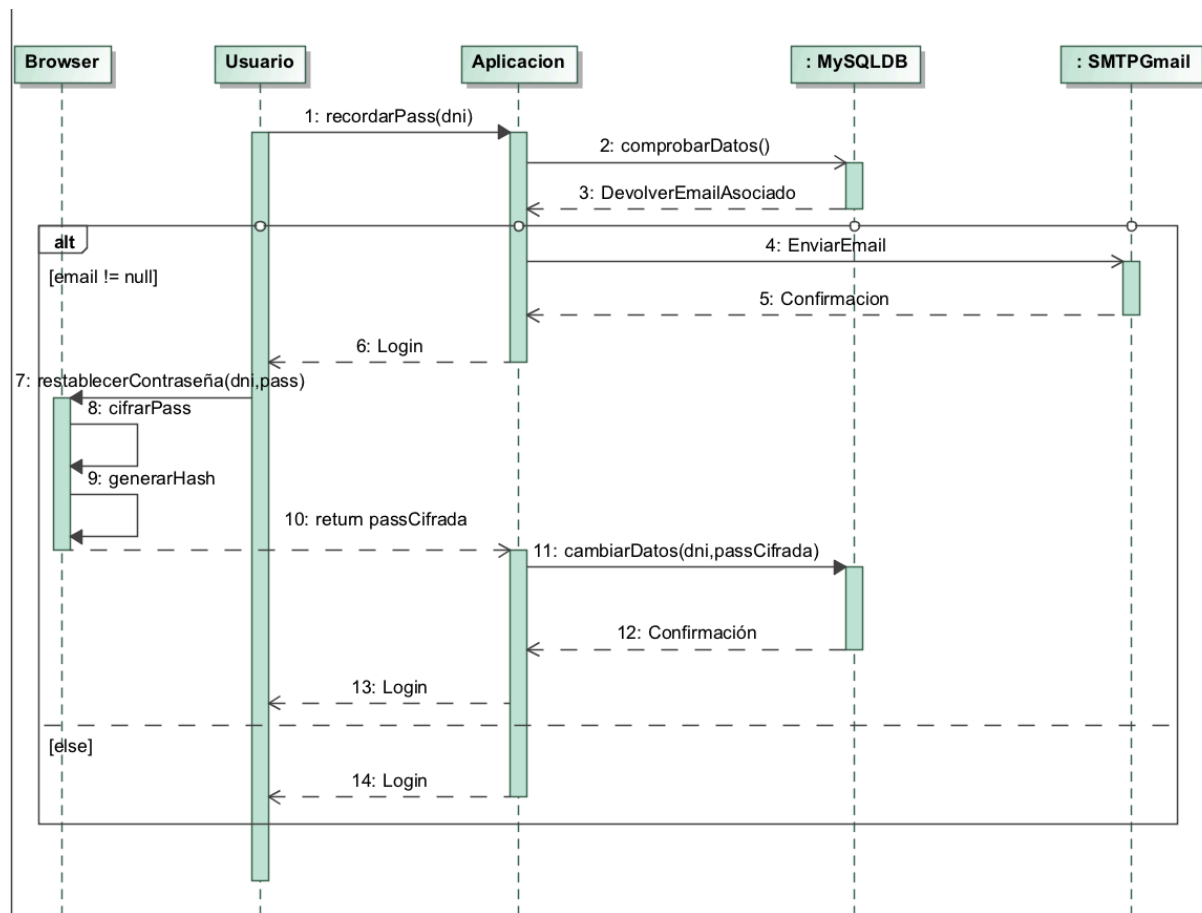 Browser
Usuario
Aplicacion
: MySQLDB
: SMTPGmail
1: recordarPass(dni)
2: comprobarDatos()
3: DevolverEmailAsociado
alt
4: EnviarEmail
[email != null]
5: Confirmacion
6: Login
7: restablecerContraseña(dni,pass)
8: cifrarPass
9: generarHash
10: return passCifrada
11: cambiarDatos(dni,passCifrada)
12: Confirmación
13: Login
[else]
14: Login